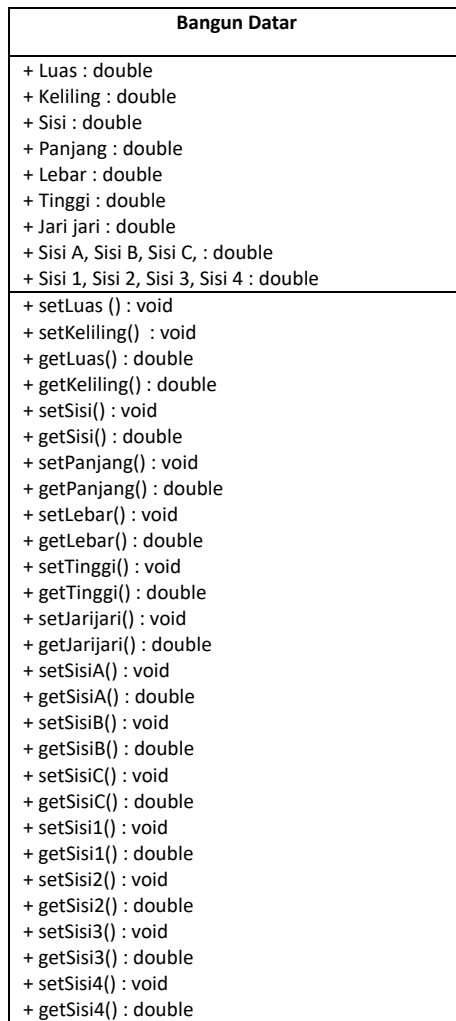 Bangun Datar
+ Luas : double
+ Keliling : double
+ Sisi : double
+ Panjang : double
+ Lebar : double
+ Tinggi : double
+ Jari jari : double
+ Sisi A, Sisi B, Sisi C, : double
+ Sisi 1, Sisi 2, Sisi 3, Sisi 4 : double
+ setLuas () : void
+ setKeliling()  : void
+ getLuas() : double
+ getKeliling() : double
+ setSisi() : void
+ getSisi() : double
+ setPanjang() : void
+ getPanjang() : double
+ setLebar() : void
+ getLebar() : double
+ setTinggi() : void
+ getTinggi() : double
+ setJarijari() : void
+ getJarijari() : double
+ setSisiA() : void
+ getSisiA() : double
+ setSisiB() : void
+ getSisiB() : double
+ setSisiC() : void
+ getSisiC() : double
+ setSisi1() : void
+ getSisi1() : double
+ setSisi2() : void
+ getSisi2() : double
+ setSisi3() : void
+ getSisi3() : double
+ setSisi4() : void
+ getSisi4() : double